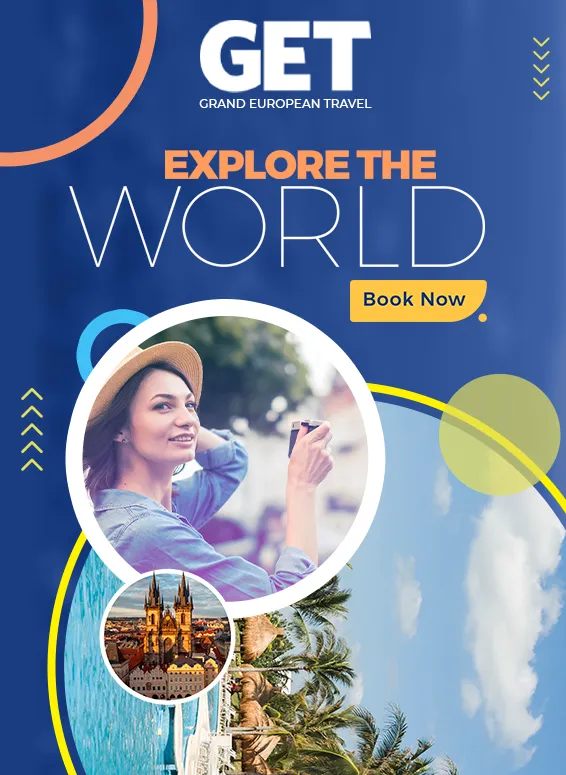 GET
GRAND EUROPEAN TRAVEL
EXPLORE THE
WORLD
Book Now